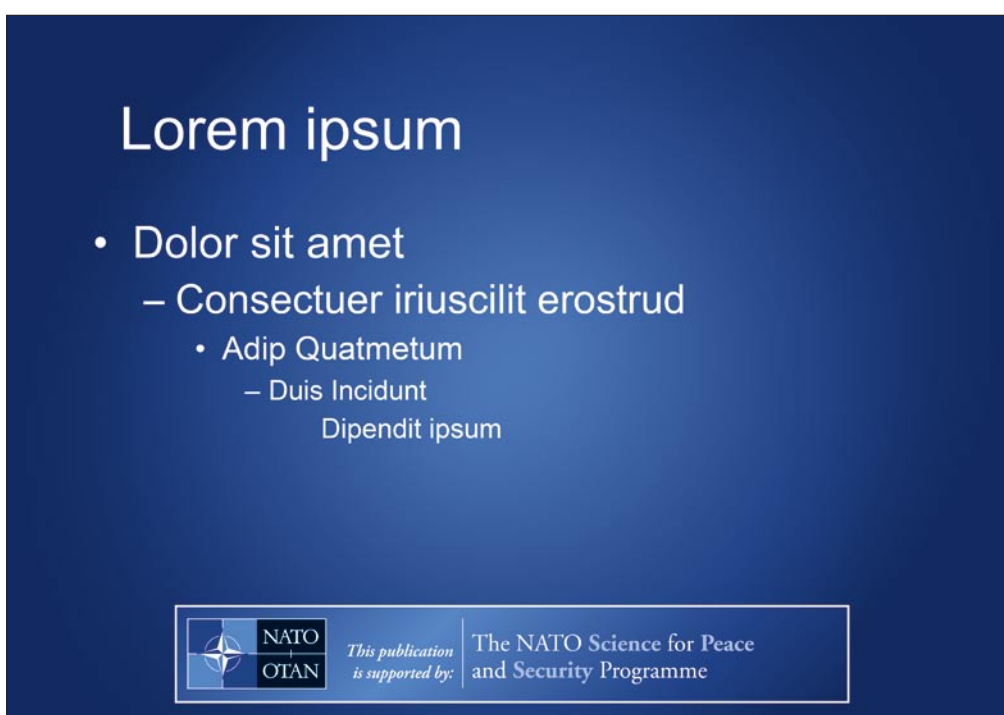 Lorem ipsum
• Dolor sit amet
– Consectuer iriuscilit erostrud
• Adip Quatmetum
– Duis Incidunt
Dipendit ipsum
NATO
OTAN
This publication
is supported by:
The NATO Science for Peace
and Security Programme